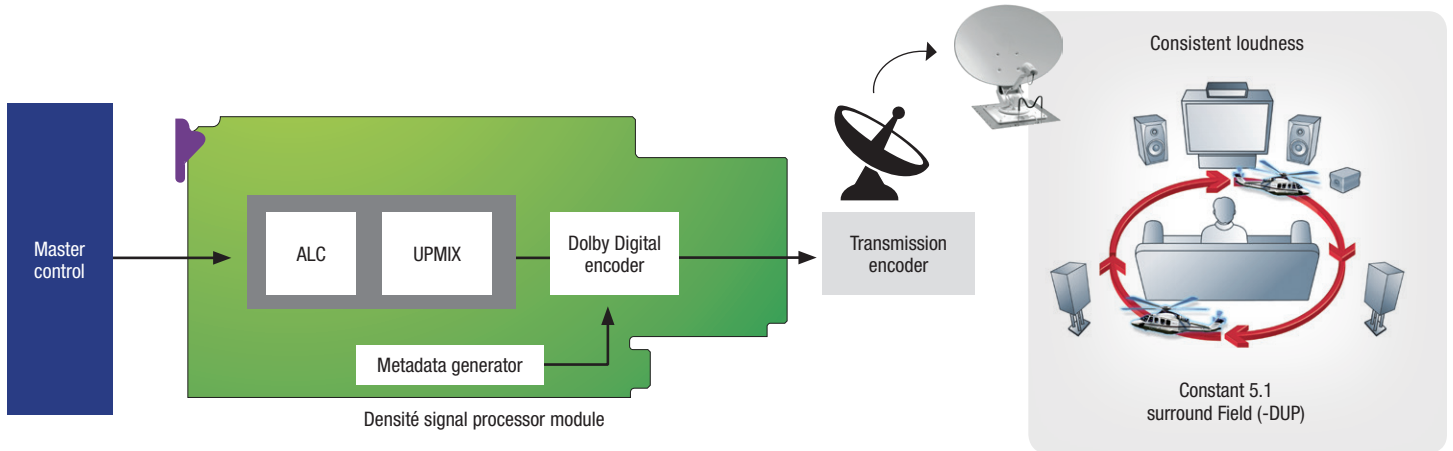 Master
control
ALC
UPMIX
Dolby Digital
encoder
Metadata generator
Densité signal processor module
Transmission
encoder
Consistent loudness
Constant 5.1
surround Field (-DUP)